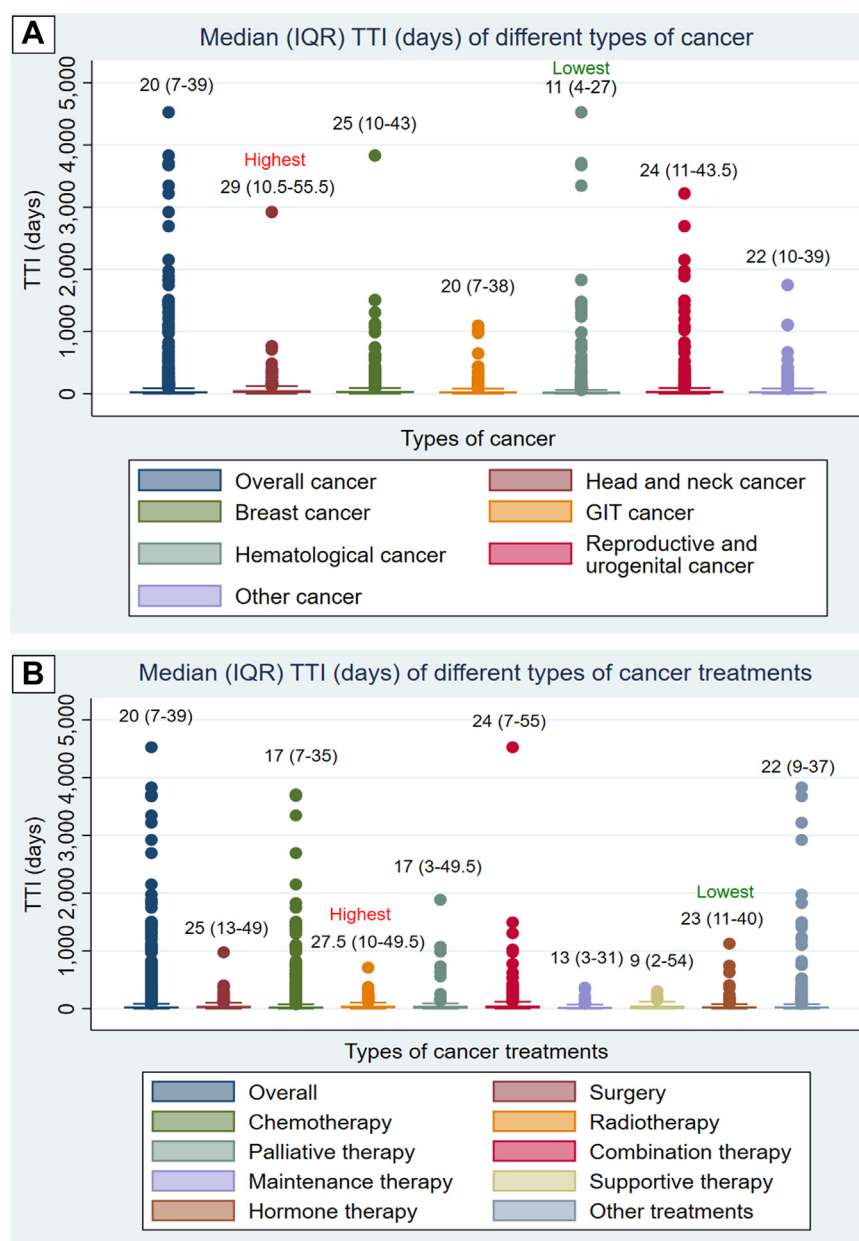 A
Median (IQR) TTI (days) of different types of cancer
TTI (days)
5,000
4,000
3,000
2,000
1,000
0
20 (7-39)
Highest
29 (10.5-55.5)
25 (10-43)
20 (7-38)
Lowest
11 (4-27)
24 (11-43.5)
22 (10-39)
Types of cancer
Overall cancer
Head and neck cancer
Breast cancer
GIT cancer
Hematological cancer
Reproductive and
urogenital cancer
Other cancer
B
Median (IQR) TTI (days) of different types of cancer treatments
TTI (days)
5,000
4,000
3,000
2,000
1,000
0
20 (7-39)
25 (13-49)
17 (7-35)
Highest
27.5 (10-49.5)
17 (3-49.5)
24 (7-55)
13 (3-31)
9 (2-54)
Lowest
23 (11-40)
22 (9-37)
Types of cancer treatments
Overall
Surgery
Chemotherapy
Radiotherapy
Palliative therapy
Combination therapy
Maintenance therapy
Supportive therapy
Hormone therapy
Other treatments